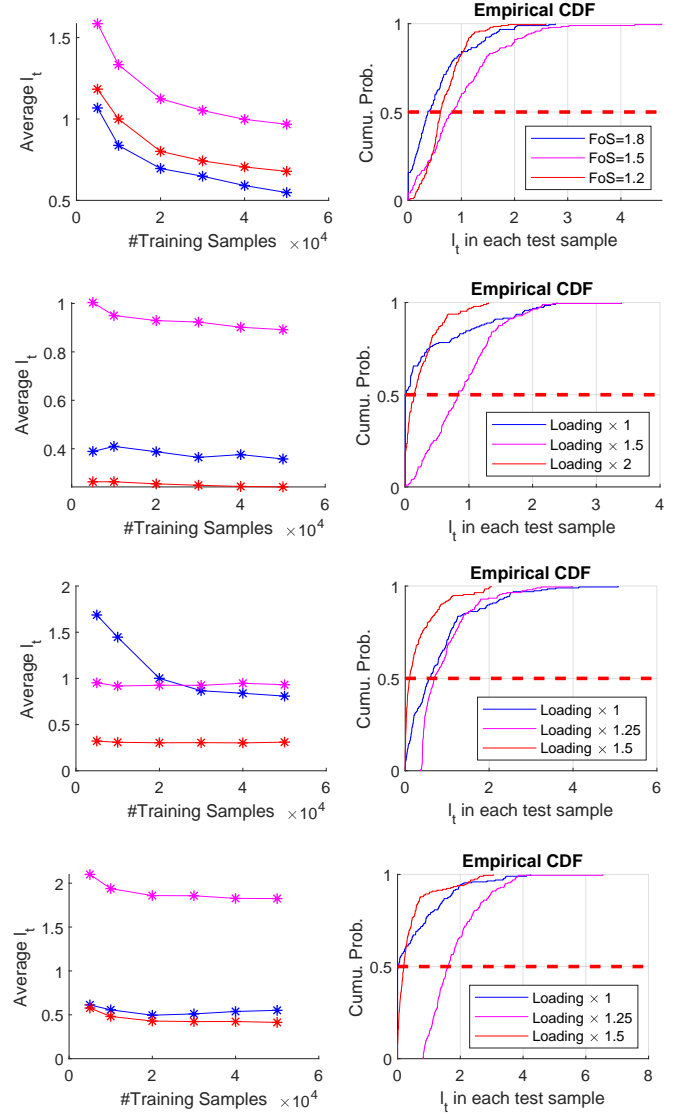 1.5
1
0.5
0 2 4 6
Average I_t
#Training Samples ×10^4
Empirical CDF
1
0.5
0
0 1 2 3 4
Cumu. Prob.
FoS=1.8
FoS=1.5
FoS=1.2
I_t in each test sample
1
0.8
0.6
0.4
0 2 4 6
Average I_t
#Training Samples ×10^4
Empirical CDF
1
0.5
0
0 1 2 3 4
Cumu. Prob.
Loading × 1
Loading × 1.5
Loading × 2
I_t in each test sample
2
1.5
1
0.5
0
0 2 4 6
Average I_t
#Training Samples ×10^4
Empirical CDF
1
0.5
0
0 2 4 6
Cumu. Prob.
Loading × 1
Loading × 1.25
Loading × 1.5
I_t in each test sample
2
1.5
1
0.5
0
0 2 4 6
Average I_t
#Training Samples ×10^4
Empirical CDF
1
0.5
0
0 2 4 6 8
Cumu. Prob.
Loading × 1
Loading × 1.25
Loading × 1.5
I_t in each test sample